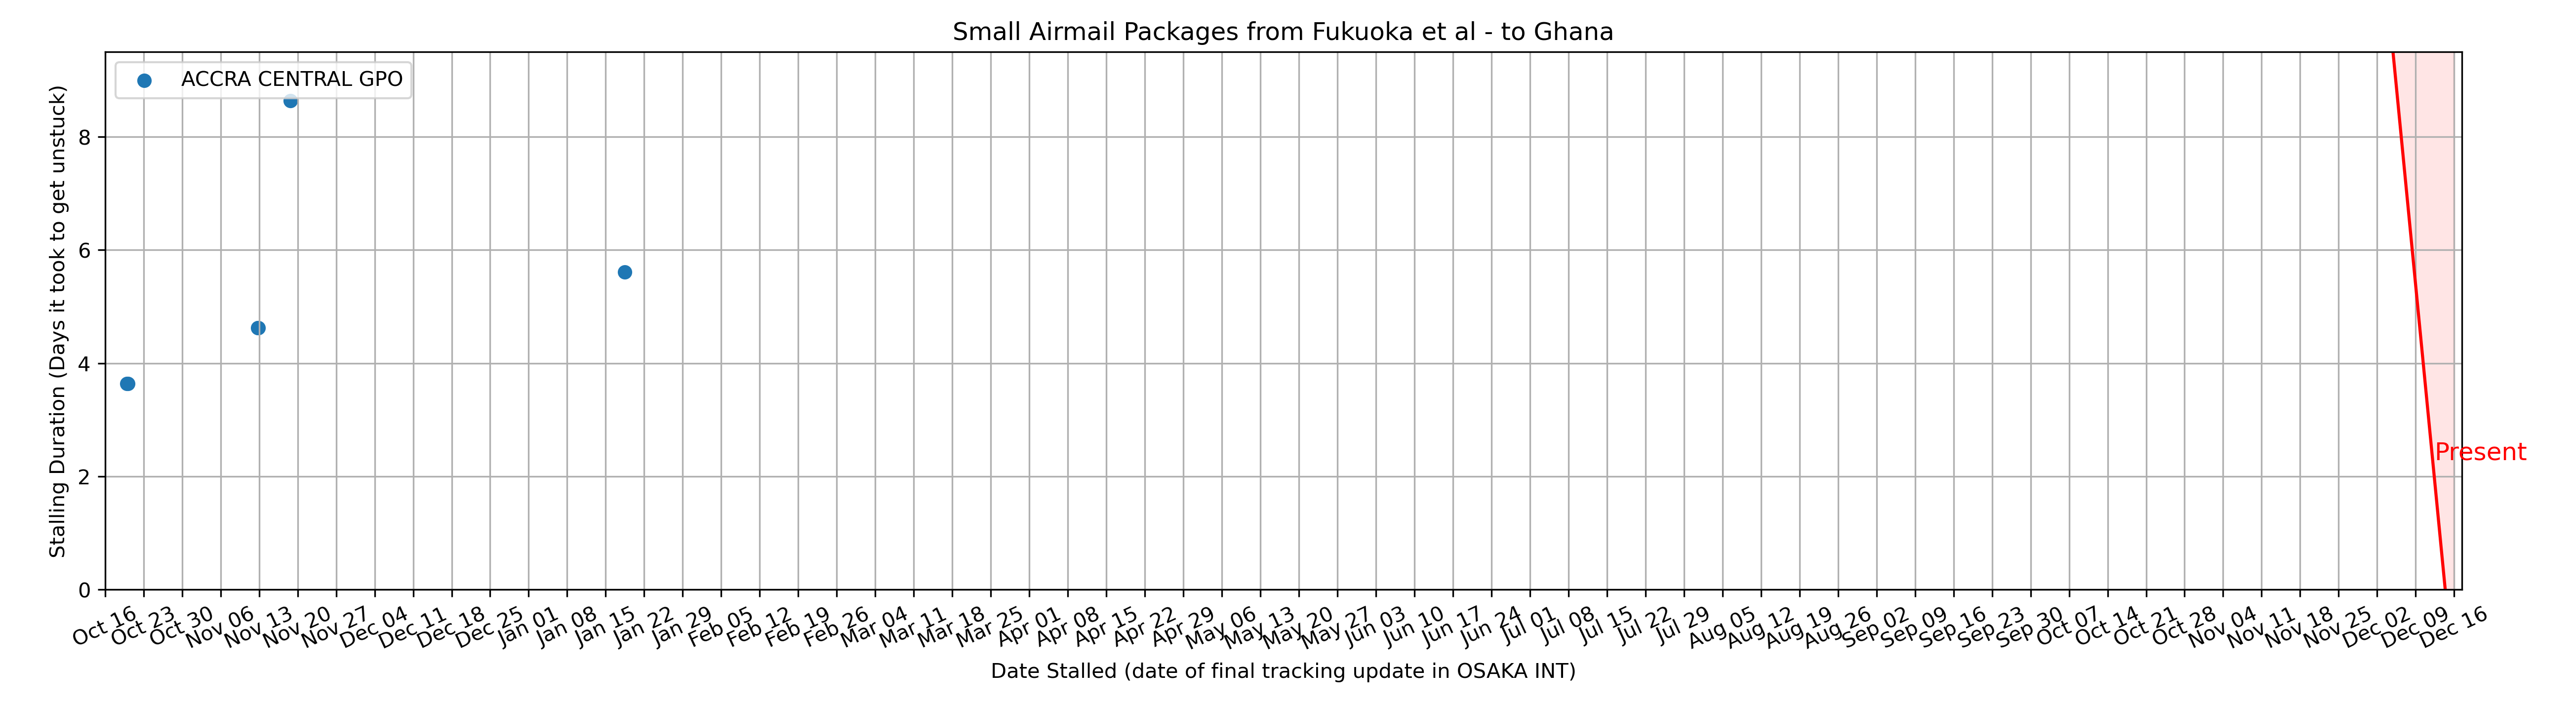 Small Airmail Packages from Fukuoka et al - to Ghana
ACCRA CENTRAL GPO
Stalling Duration (Days it took to get unstuck)
8
6
4
2
0
Present
Oct 16 Oct 23 Oct 30 Nov 06 Nov 13 Nov 20 Nov 27 Dec 04 Dec 11 Dec 18 Dec 25 Jan 01 Jan 08 Jan 15 Jan 22 Jan 29 Feb 05 Feb 12 Feb 19 Feb 26 Mar 04 Mar 11 Mar 18 Mar 25 Apr 01 Apr 08 Apr 15 Apr 22 Apr 29 May 06 May 13 May 20 May 27 Jun 03 Jun 10 Jun 17 Jun 24 Jul 01 Jul 08 Jul 15 Jul 22 Jul 29 Aug 05 Aug 12 Aug 19 Aug 26 Sep 02 Sep 09 Sep 16 Sep 23 Sep 30 Oct 07 Oct 14 Oct 21 Oct 28 Nov 04 Nov 11 Nov 18 Nov 25 Dec 02 Dec 09 Dec 16
Date Stalled (date of final tracking update in OSAKA INT)